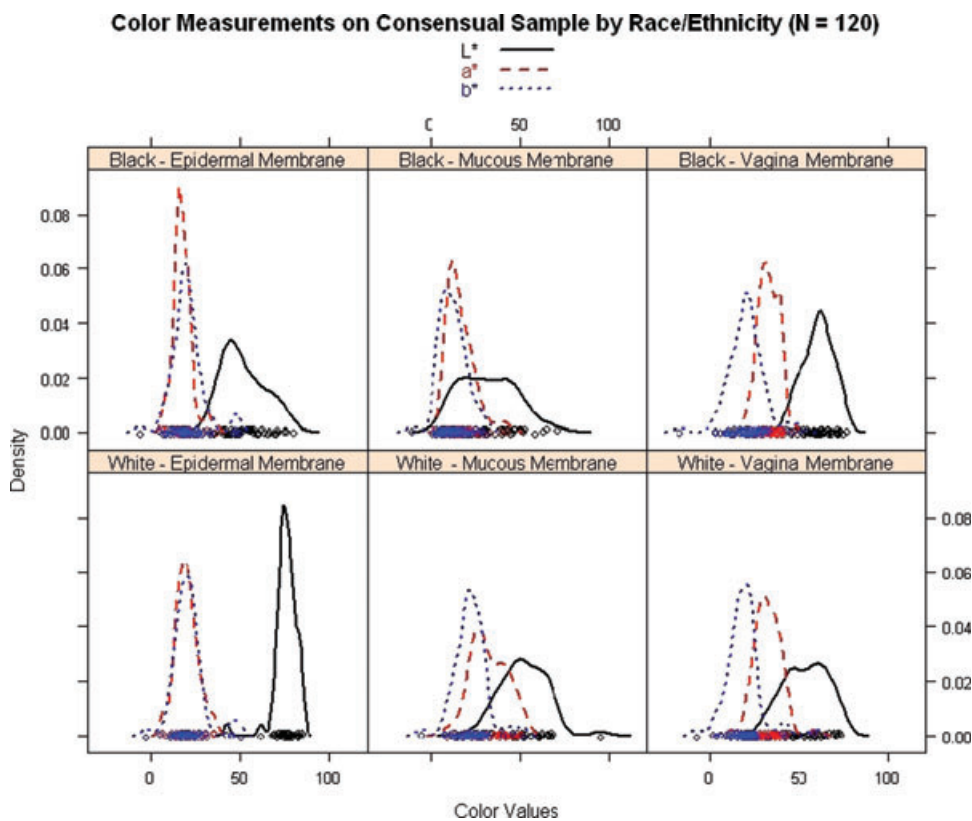 Color Measurements on Consensual Sample by Race/Ethnicity (N = 120)
L*
a*
b*
0 50 100
Black - Epidermal Membrane
Black - Mucous Membrane
Black - Vagina Membrane
0.08
0.06
0.04
0.02
0.00
Density
White - Epidermal Membrane
White - Mucous Membrane
White - Vagina Membrane
0.08
0.06
0.04
0.02
0.00
0 50 100
0 50 100
Color Values